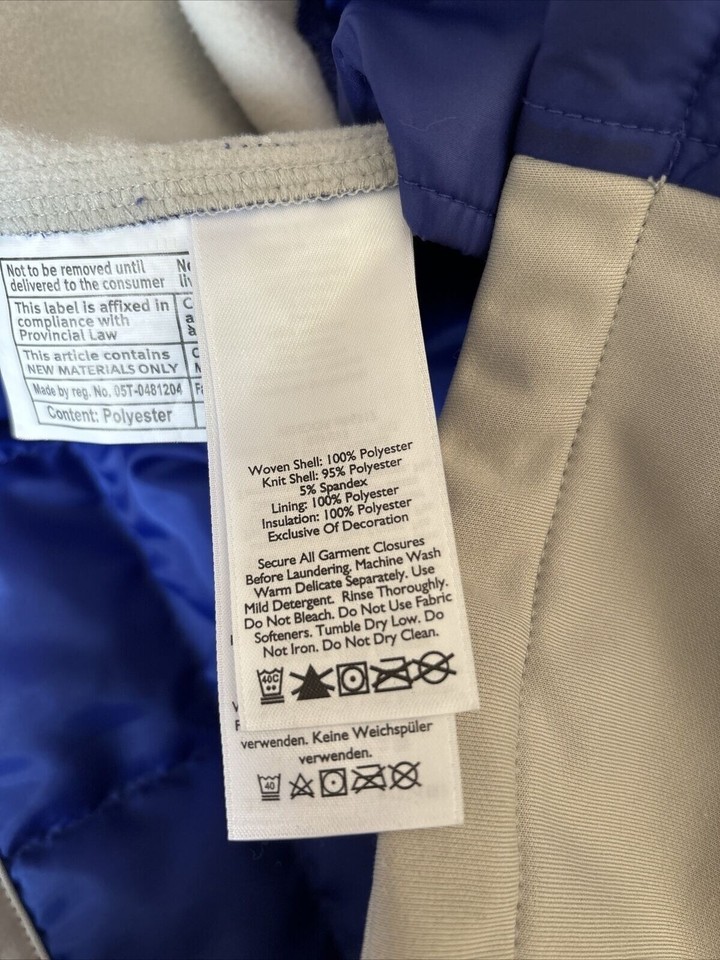 Not to be removed until
delivered to the consumer
This label is affixed in
compliance with
Provincial Law
This article contains
NEW MATERIALS ONLY
Made by reg. No. 05T-0481204
Content: Polyester
Woven Shell: 100% Polyester
Knit Shell: 95% Polyester
5% Spandex
Lining: 100% Polyester
Insulation: 100% Polyester
Exclusive Of Decoration
Secure All Garment Closures
Before Laundering. Machine Wash
Warm Delicate Separately. Use
Mild Detergent. Rinse Thoroughly.
Do Not Bleach. Do Not Use Fabric
Softeners. Tumble Dry Low. Do
Not Iron. Do Not Dry Clean.
40C
verwenden. Keine Weichspüler
verwenden.
40